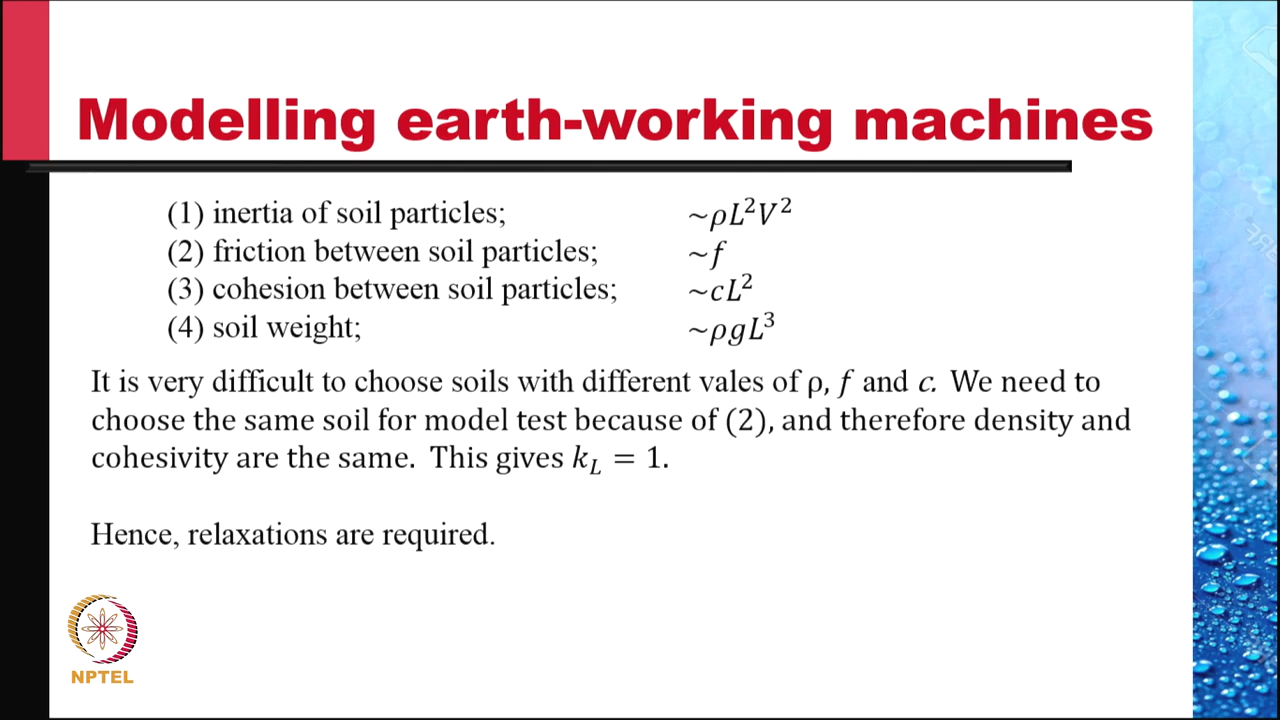 Modelling earth-working machines
(1) inertia of soil particles; ~ρL²V²
(2) friction between soil particles; ~f
(3) cohesion between soil particles; ~cL²
(4) soil weight; ~ρgL³
It is very difficult to choose soils with different vales of ρ, f and c. We need to
choose the same soil for model test because of (2), and therefore density and
cohesivity are the same. This gives k_L = 1.
Hence, relaxations are required.
NPTEL